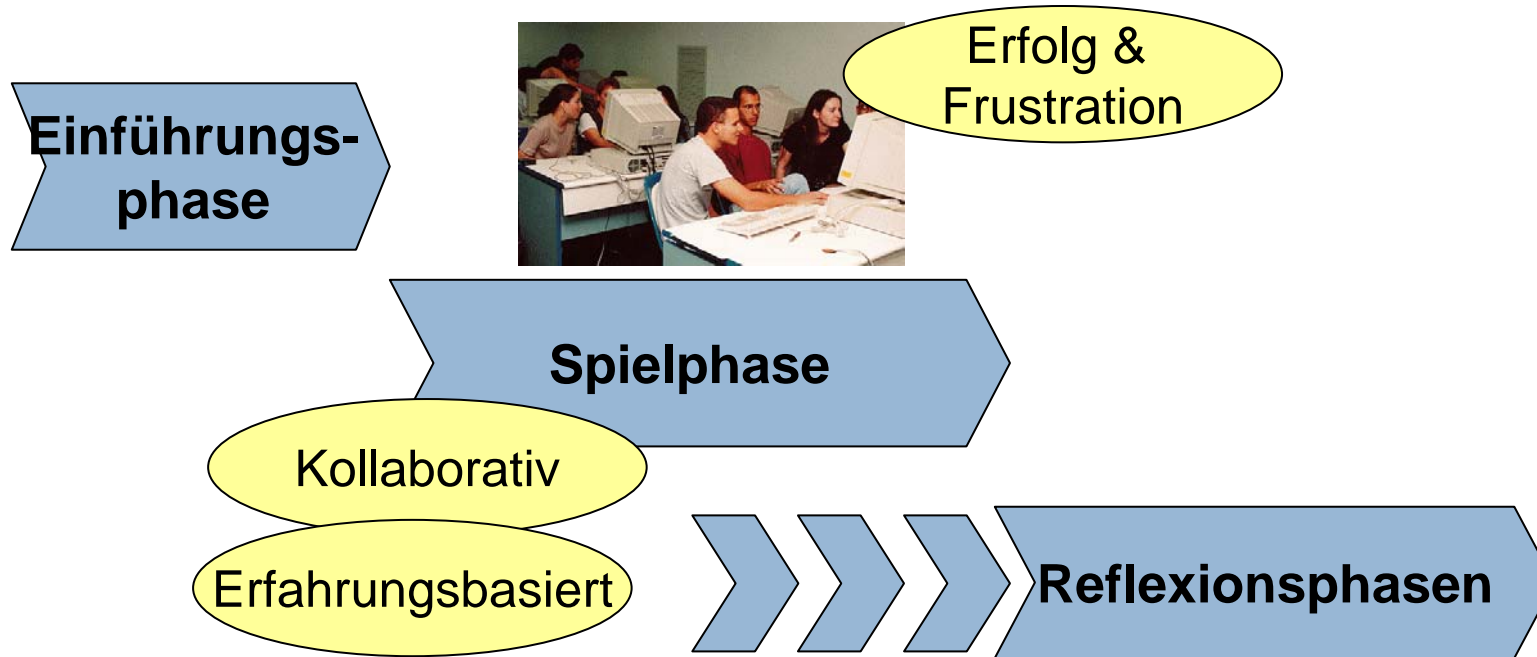 Erfolg &
Frustration
Einführungs-
phase
Spielphase
Kollaborativ
Erfahrungsbasiert
Reflexionsphasen